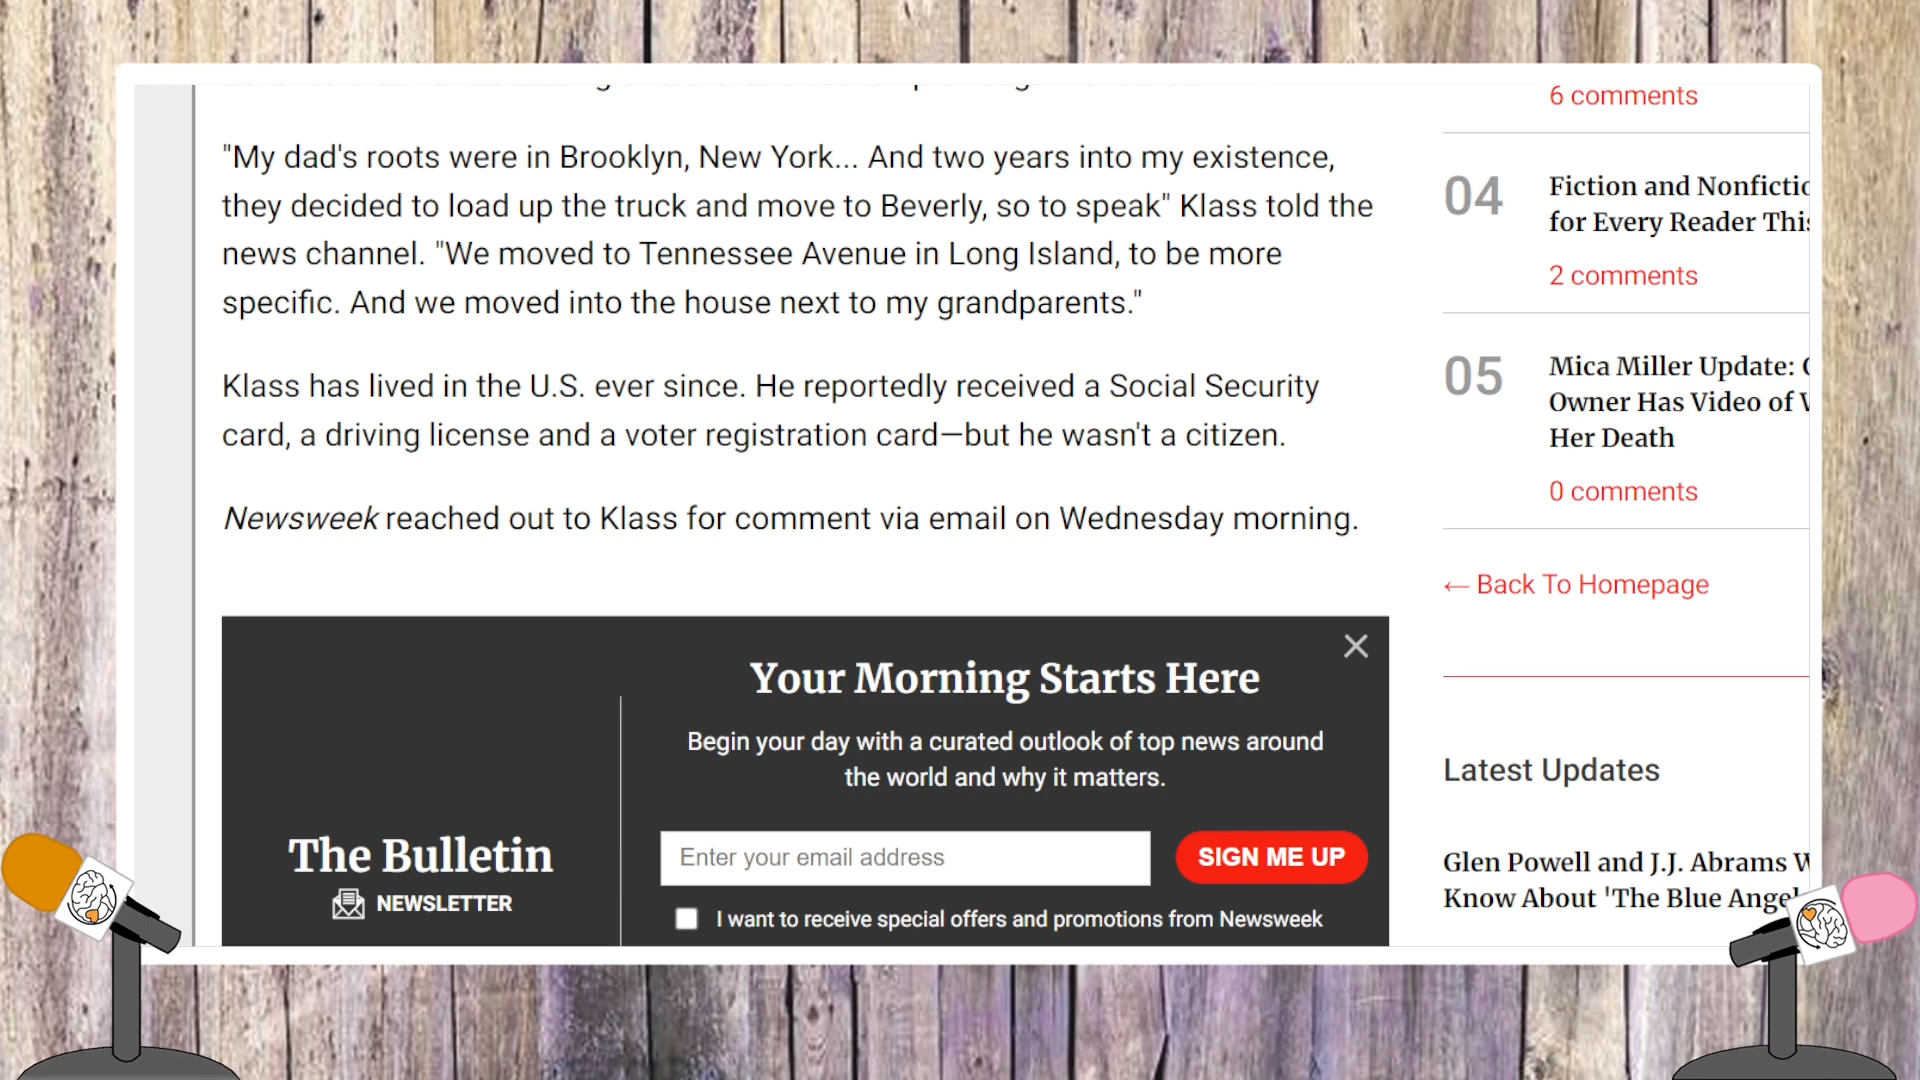 "My dad's roots were in Brooklyn, New York... And two years into my existence,
they decided to load up the truck and move to Beverly, so to speak" Klass told the
news channel. "We moved to Tennessee Avenue in Long Island, to be more
specific. And we moved into the house next to my grandparents."
Klass has lived in the U.S. ever since. He reportedly received a Social Security
card, a driving license and a voter registration card—but he wasn't a citizen.
Newsweek reached out to Klass for comment via email on Wednesday morning.
Your Morning Starts Here
Begin your day with a curated outlook of top news around
the world and why it matters.
The Bulletin
NEWSLETTER
Enter your email address
SIGN ME UP
I want to receive special offers and promotions from Newsweek
6 comments
04
Fiction and
for Every Reader
2 comments
05
Mica Miller Update:
Owner Has Video of
Her Death
0 comments
← Back To Homepage
Latest Updates
Glen Powell and J.J. Abrams
Know About 'The Blue